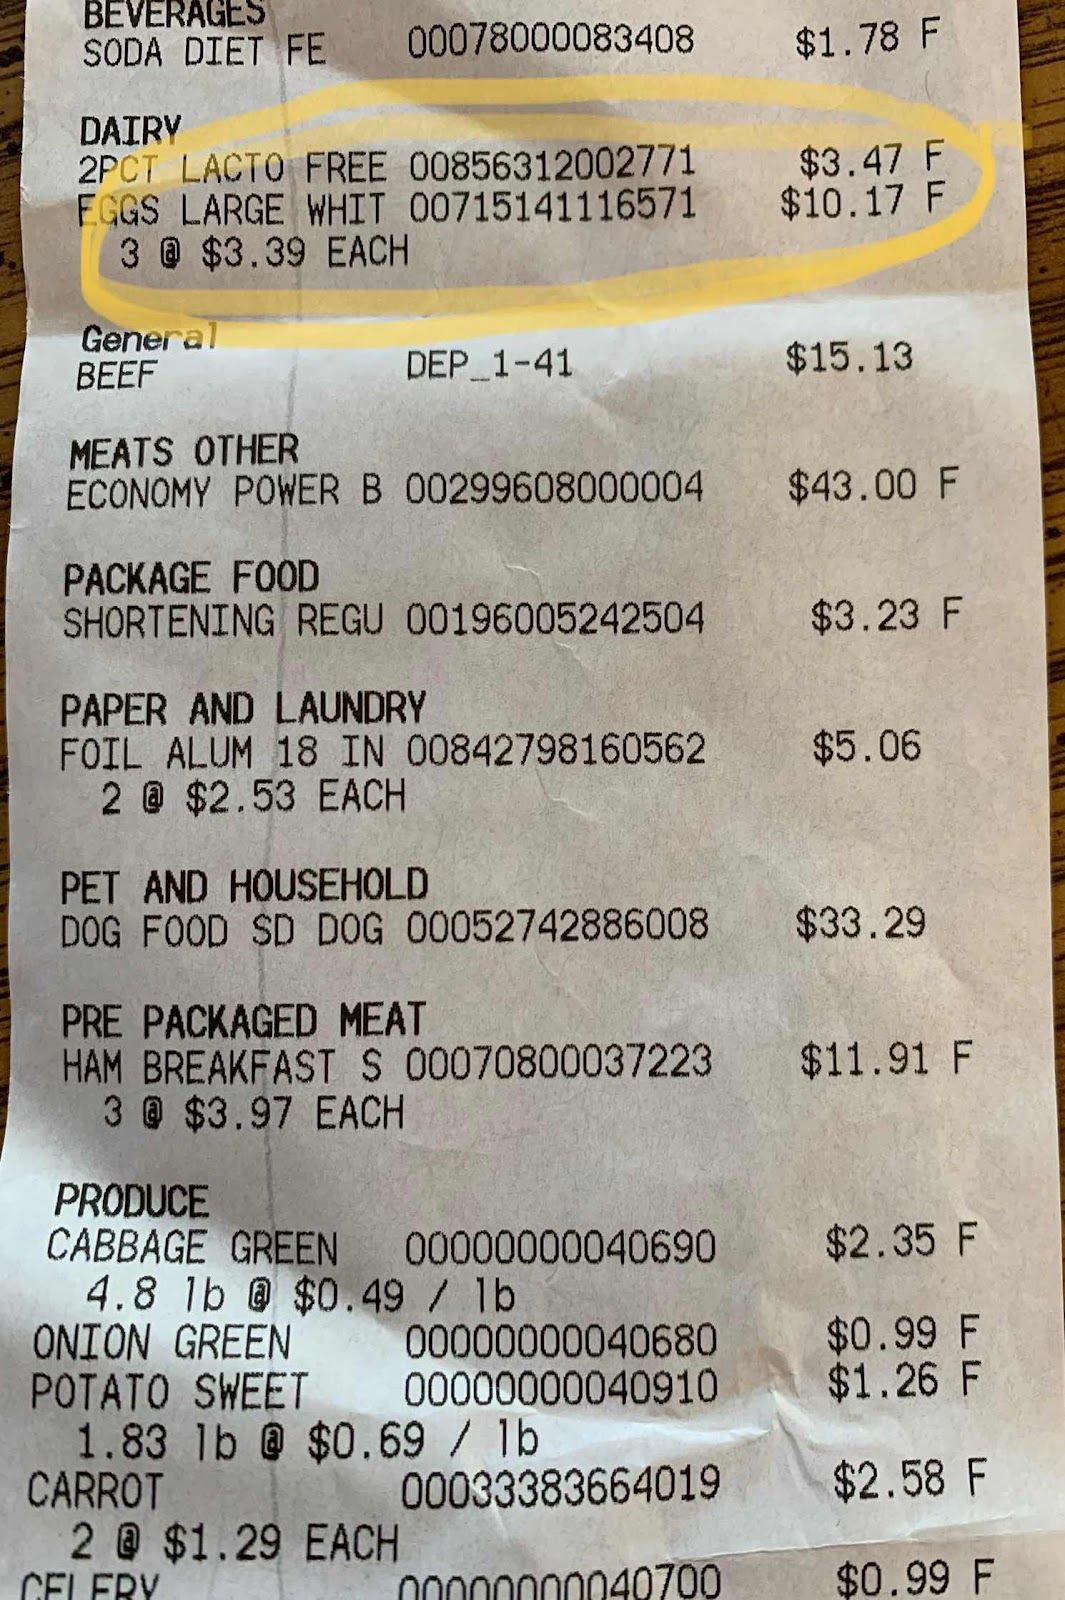 BEVERAGES
SODA DIET FE 00078000083408 $1.78 F
DAIRY
2PCT LACTO FREE 00856312002771 $3.47 F
EGGS LARGE WHIT 00715141116571 $10.17 F
3 @ $3.39 EACH
General
BEEF DEP_1-41 $15.13
MEATS OTHER
ECONOMY POWER B 00299608000004 $43.00 F
PACKAGE FOOD
SHORTENING REGU 00196005242504 $3.23 F
PAPER AND LAUNDRY
FOIL ALUM 18 IN 00842798160562 $5.06
2 @ $2.53 EACH
PET AND HOUSEHOLD
DOG FOOD SD DOG 00052742886008 $33.29
PRE PACKAGED MEAT
HAM BREAKFAST S 00070800037223 $11.91 F
3 @ $3.97 EACH
PRODUCE
CABBAGE GREEN 00000000040690 $2.35 F
4.8 lb @ $0.49 / lb
ONION GREEN 00000000040680 $0.99 F
POTATO SWEET 00000000040910 $1.26 F
1.83 lb @ $0.69 / lb
CARROT 00033383664019 $2.58 F
2 @ $1.29 EACH
CELERY 00000000040700 $0.99 F